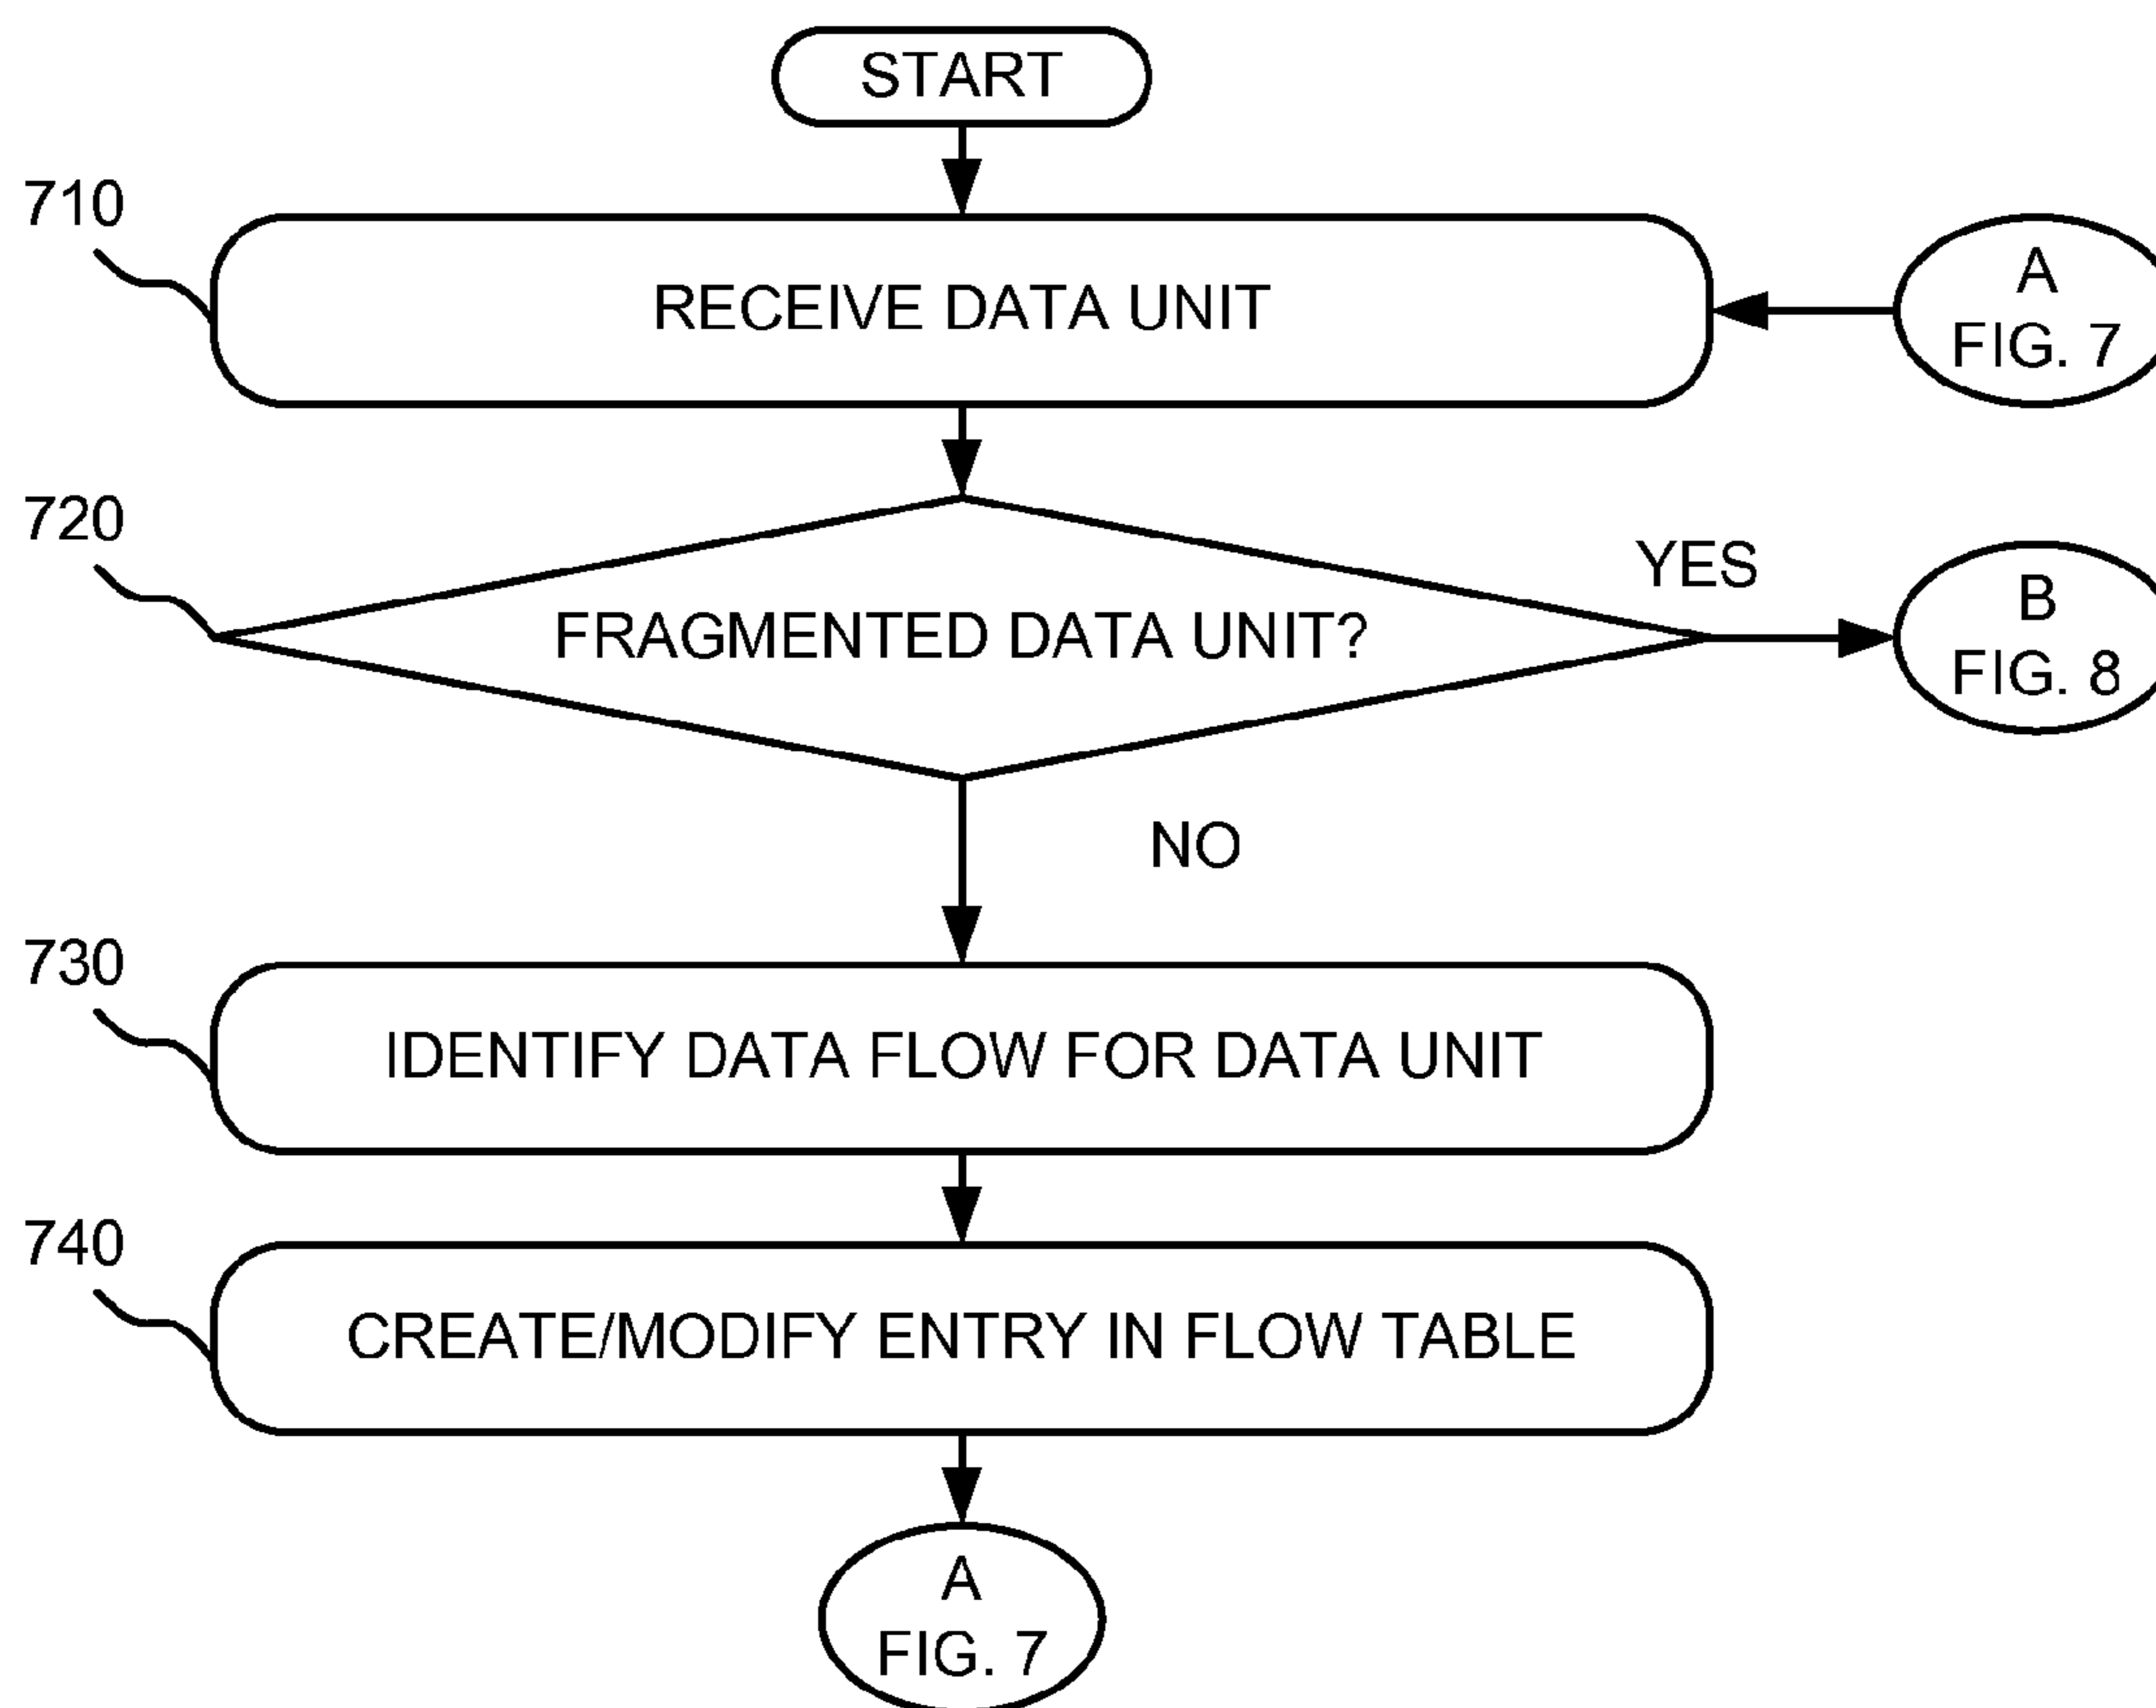 START
710
RECEIVE DATA UNIT
A
FIG. 7
720
FRAGMENTED DATA UNIT?
YES
B
FIG. 8
NO
730
IDENTIFY DATA FLOW FOR DATA UNIT
740
CREATE/MODIFY ENTRY IN FLOW TABLE
A
FIG. 7